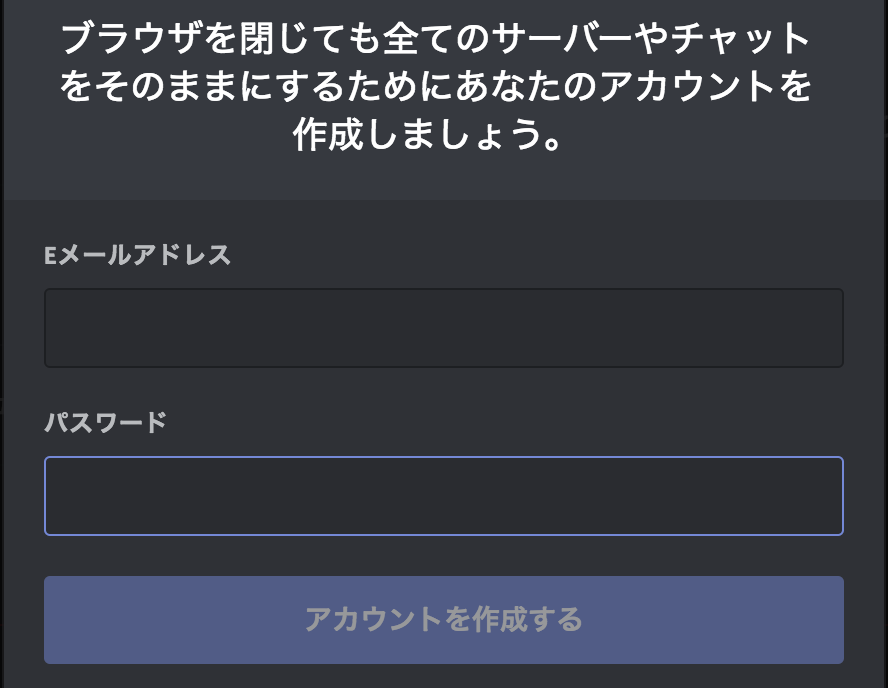 ブラウザを閉じても全てのサーバーやチャット
をそのままにするためにあなたのアカウントを
作成しましょう。
Eメールアドレス
パスワード
アカウントを作成する